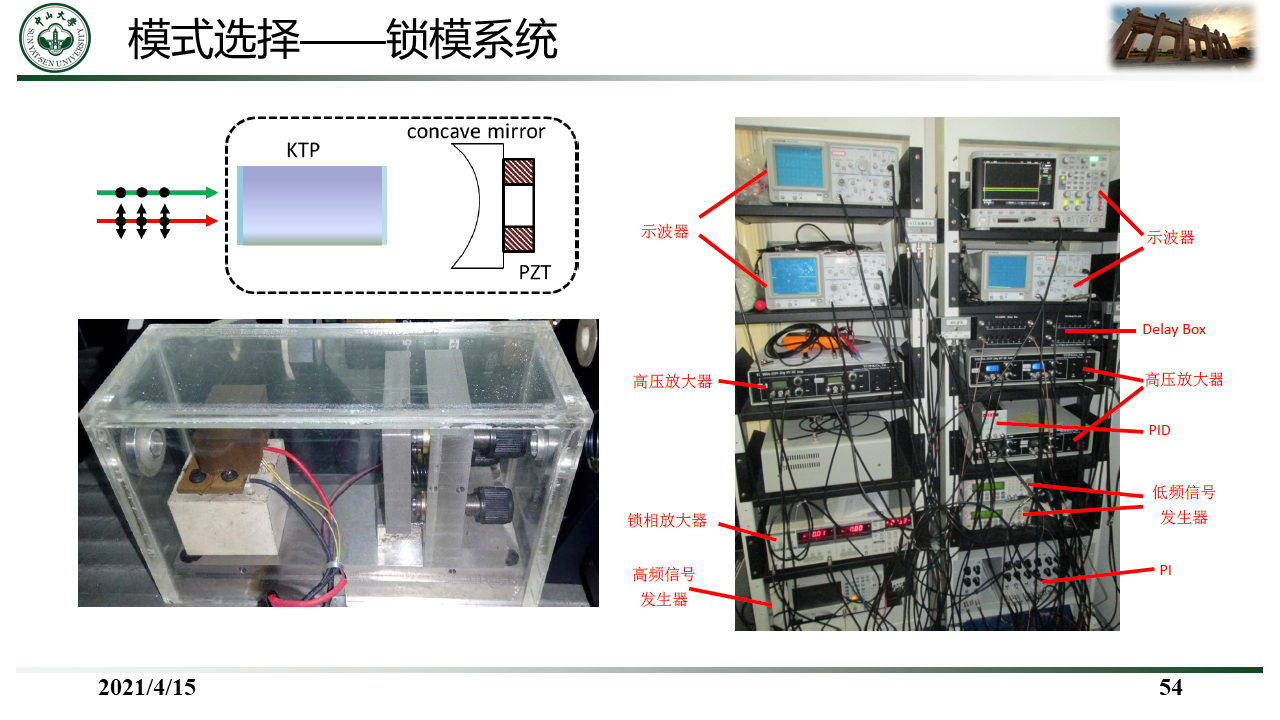 中山大学
SUN YAT-SEN UNIVERSITY
模式选择——锁模系统
concave mirror
KTP
PZT
示波器
示波器
Delay Box
高压放大器
高压放大器
PID
锁相放大器
低频信号
发生器
高频信号
发生器
PI
2021/4/15
54